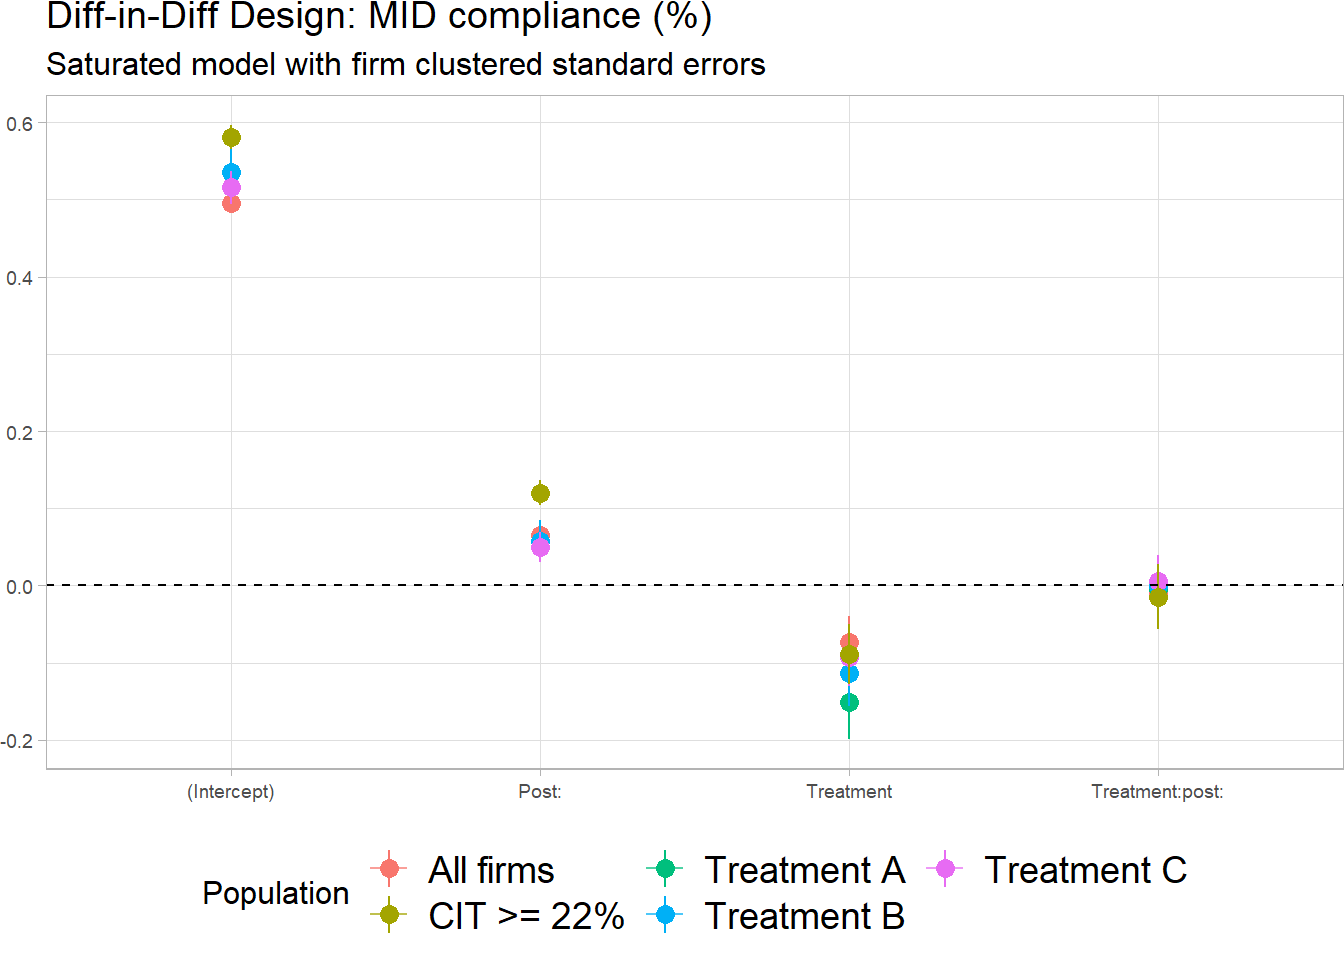 Diff-in-Diff Design: MID compliance (%)
Saturated model with firm clustered standard errors
0.6
0.4
0.2
0.0
-0.2
(Intercept)
Post:
Treatment
Treatment:post:
Population
All firms
Treatment A
Treatment C
CIT >= 22%
Treatment B